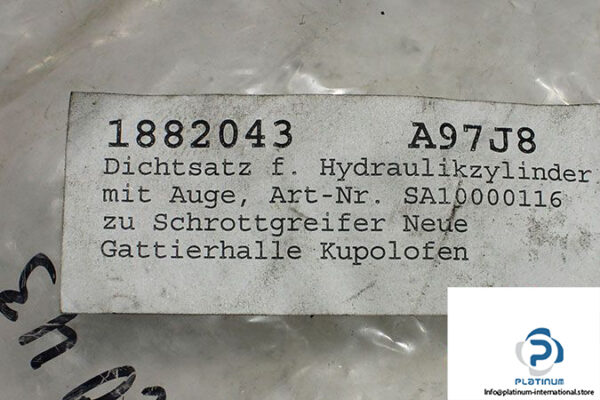 1882043 A97J8
Dichtsatz f. Hydraulikzylinder
mit Auge, Art-Nr. SA10000116
zu Schrottgreifer Neue
Gattierhalle Kupolofen
PLATINUM
Info@platinum-international.store